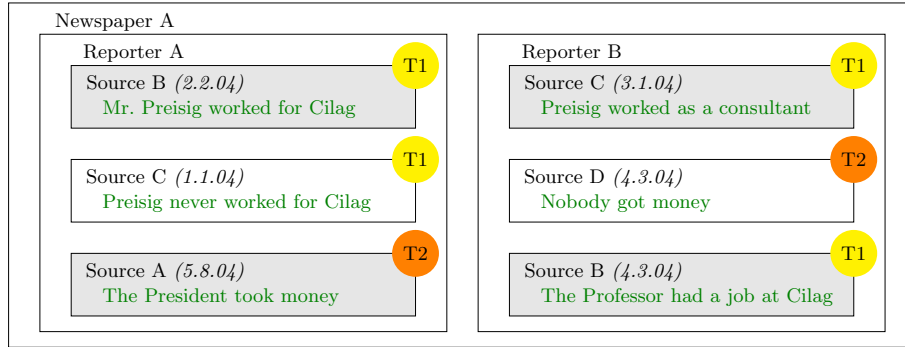 Newspaper A
Reporter A
T1
Source B (2.2.04)
Mr. Preisig worked for Cilag
T1
Source C (1.1.04)
Preisig never worked for Cilag
T2
Source A (5.8.04)
The President took money
Reporter B
T1
Source C (3.1.04)
Preisig worked as a consultant
T2
Source D (4.3.04)
Nobody got money
T1
Source B (4.3.04)
The Professor had a job at Cilag